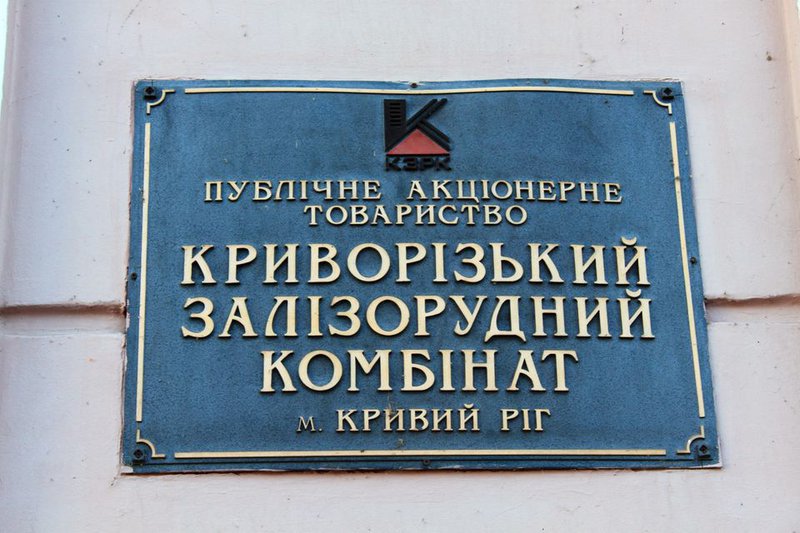 КЗРК
ПУБЛІЧНЕ АКЦІОНЕРНЕ
ТОВАРИСТВО
КРИВОРІЗЬКИЙ
ЗАЛІЗОРУДНИЙ
КОМБІНАТ
м. КРИВИЙ РІГ